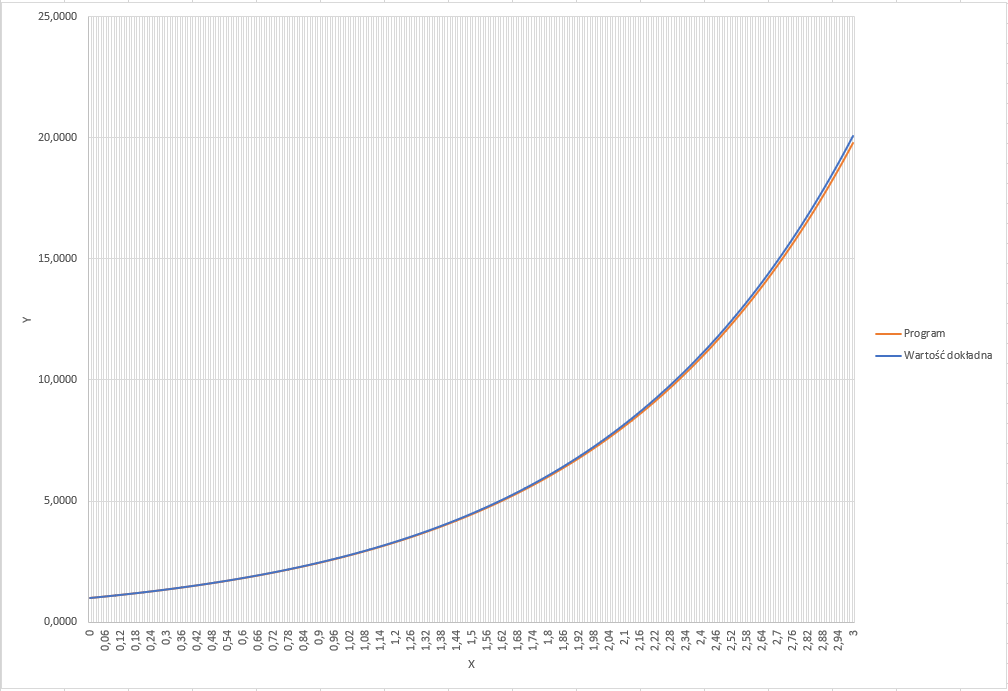 25,0000
20,0000
15,0000
10,0000
5,0000
0,0000
Y
0 0,06 0,12 0,18 0,24 0,3 0,36 0,42 0,48 0,54 0,6 0,66 0,72 0,78 0,84 0,9 0,96 1,02 1,08 1,14 1,2 1,26 1,32 1,38 1,44 1,5 1,56 1,62 1,68 1,74 1,8 1,86 1,92 1,98 2,04 2,1 2,16 2,22 2,28 2,34 2,4 2,46 2,52 2,58 2,64 2,7 2,76 2,82 2,88 2,94 3
X
Program
Wartość dokładna